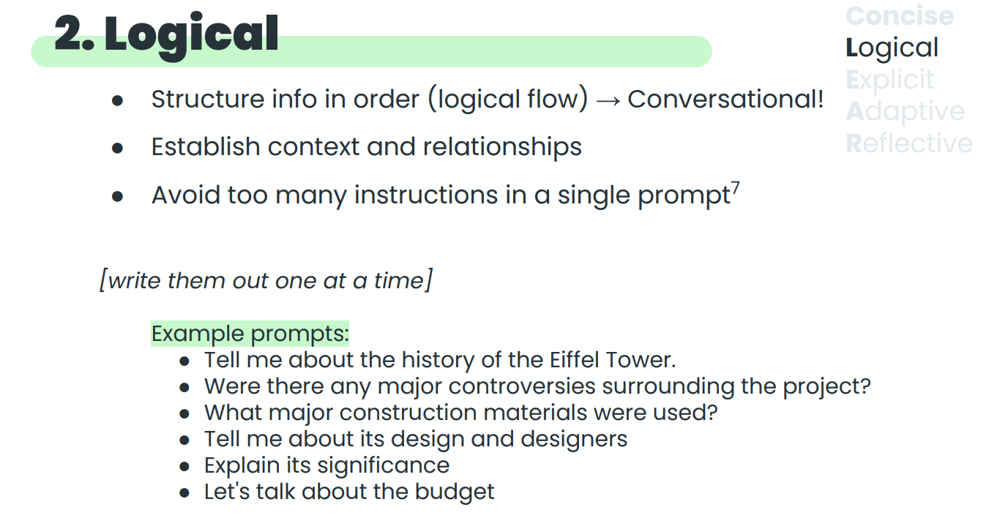 2. Logical
Concise
Logical
Explicit
Adaptive
Reflective
● Structure info in order (logical flow) → Conversational!
● Establish context and relationships
● Avoid too many instructions in a single prompt⁷
[write them out one at a time]
Example prompts:
● Tell me about the history of the Eiffel Tower.
● Were there any major controversies surrounding the project?
● What major construction materials were used?
● Tell me about its design and designers
● Explain its significance
● Let's talk about the budget